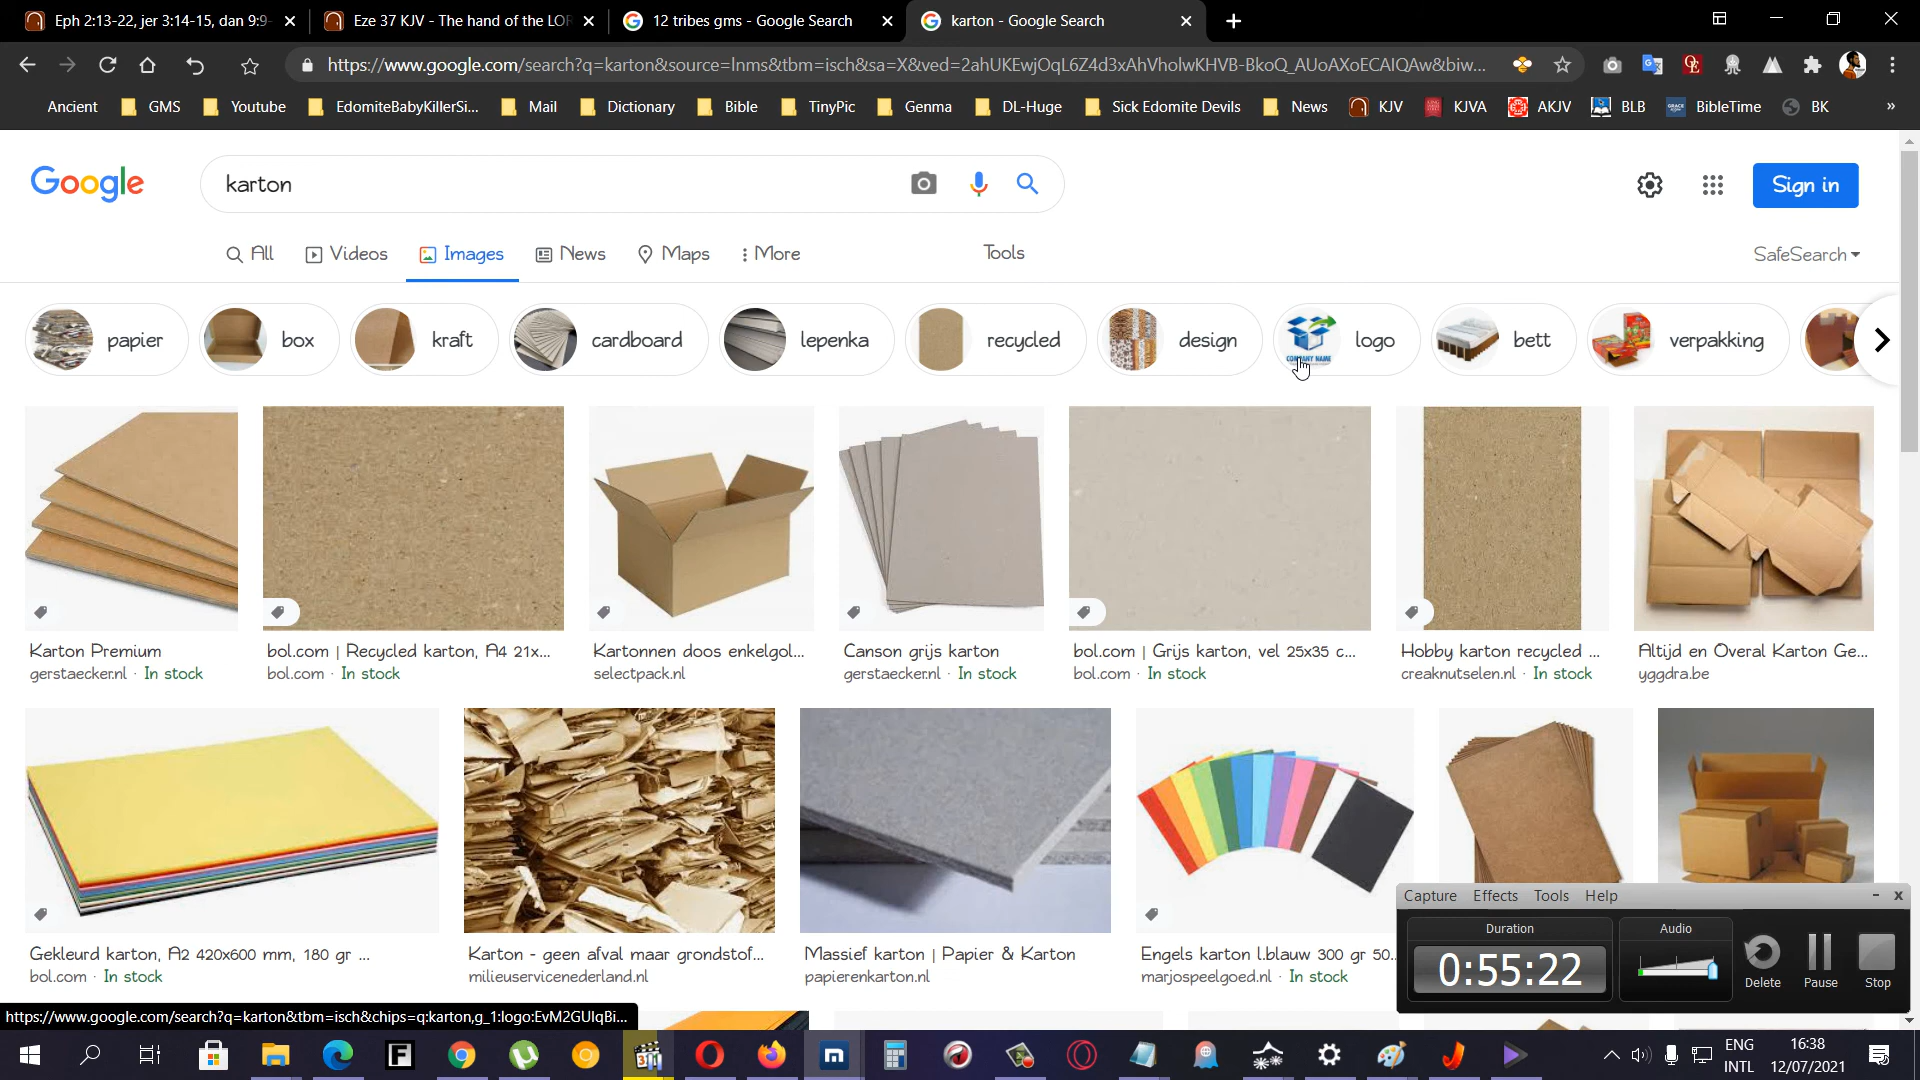 Eph 2:13-22, jer 3:14-15, dan 9:9-
Eze 37 KJV - The hand of the LOR
12 tribes gms - Google Search
karton - Google Search
https://www.google.com/search?q=karton&source=lnms&tbm=isch&sa=X&ved=2ahUKEwjOqL6Z4d3xAhVholwKHVB-BkoQ_AUoAXoECAIQAw&biw...
Ancient GMS Youtube EdomiteBabyKillerSi... Mail Dictionary Bible TinyPic Genma DL-Huge Sick Edomite Devils News KJV KJVA AKJV BLB BibleTime BK »
Google
karton
Sign in
All Videos Images News Maps More Tools SafeSearch
papier box kraft cardboard lepenka recycled design logo bett verpakking
COMPANY NAME
Karton Premium
gerstaecker.nl · In stock
bol.com | Recycled karton, A4 21x...
bol.com · In stock
Kartonnen doos enkelgol...
selectpack.nl
Canson grijs karton
gerstaecker.nl · In stock
bol.com | Grijs karton, vel 25x35 c...
bol.com · In stock
Hobby karton recycled ...
creaknutselen.nl · In stock
Altijd en Overal Karton Ge...
yggdra.be
Gekleurd karton, A2 420x600 mm, 180 gr ...
bol.com · In stock
Karton - geen afval maar grondstof...
milieuservicenederland.nl
Massief karton | Papier & Karton
papierenkarton.nl
Engels karton l.blauw 300 gr 50...
marjospeelgoed.nl · In stock
Capture Effects Tools Help
Duration
0:55:22
Audio
Delete Pause Stop
https://www.google.com/search?q=karton&tbm=isch&chips=q:karton,g_1:logo:EvM2GUlqBi...
ENG
INTL
16:38
12/07/2021